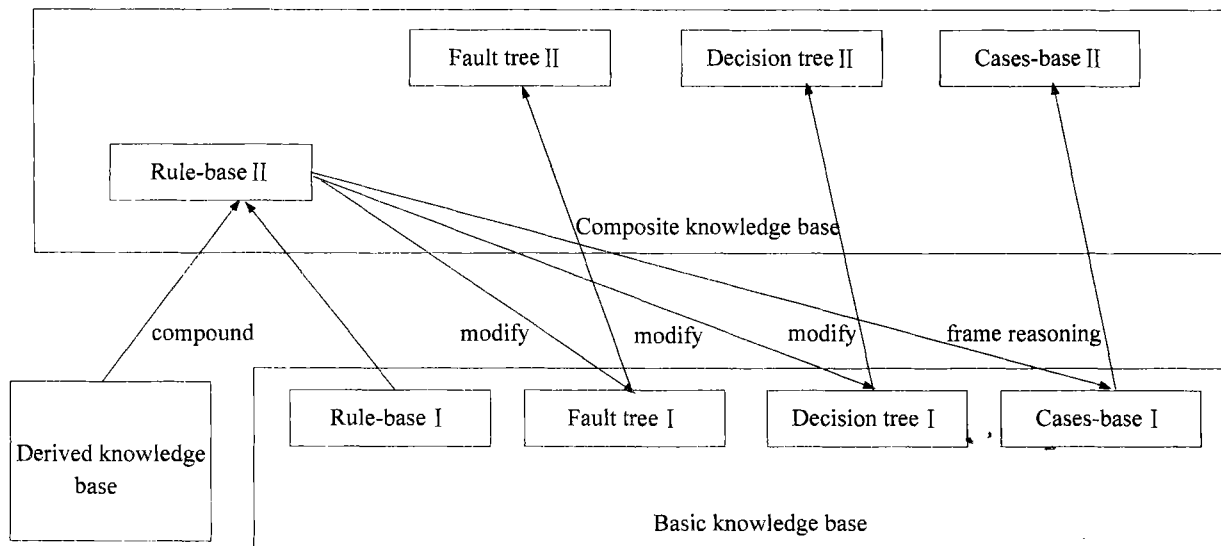 Fault tree Ⅱ
Decision tree Ⅱ
Cases-base Ⅱ
Rule-base Ⅱ
Composite knowledge base
compound
modify
modify
modify
frame reasoning
Rule-base Ⅰ
Fault tree Ⅰ
Decision tree Ⅰ
Cases-base Ⅰ
Derived knowledge
base
Basic knowledge base